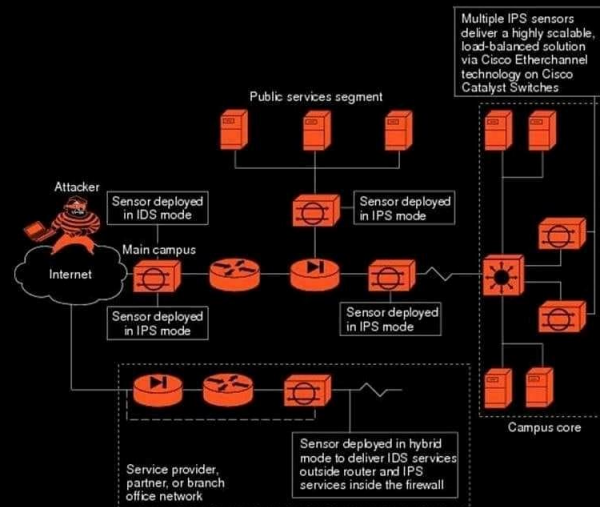 Multiple IPS sensors
deliver a highly scalable,
load-balanced solution
via Cisco Etherchannel
technology on Cisco
Catalyst Switches
Public services segment
Attacker
Sensor deployed
in IDS mode
Sensor deployed
in IPS mode
Main campus
Internet
Sensor deployed
in IPS mode
Sensor deployed
in IPS mode
Campus core
Sensor deployed in hybrid
mode to deliver IDS services
outside router and IPS
services inside the firewall
Service provider,
partner, or branch
office network